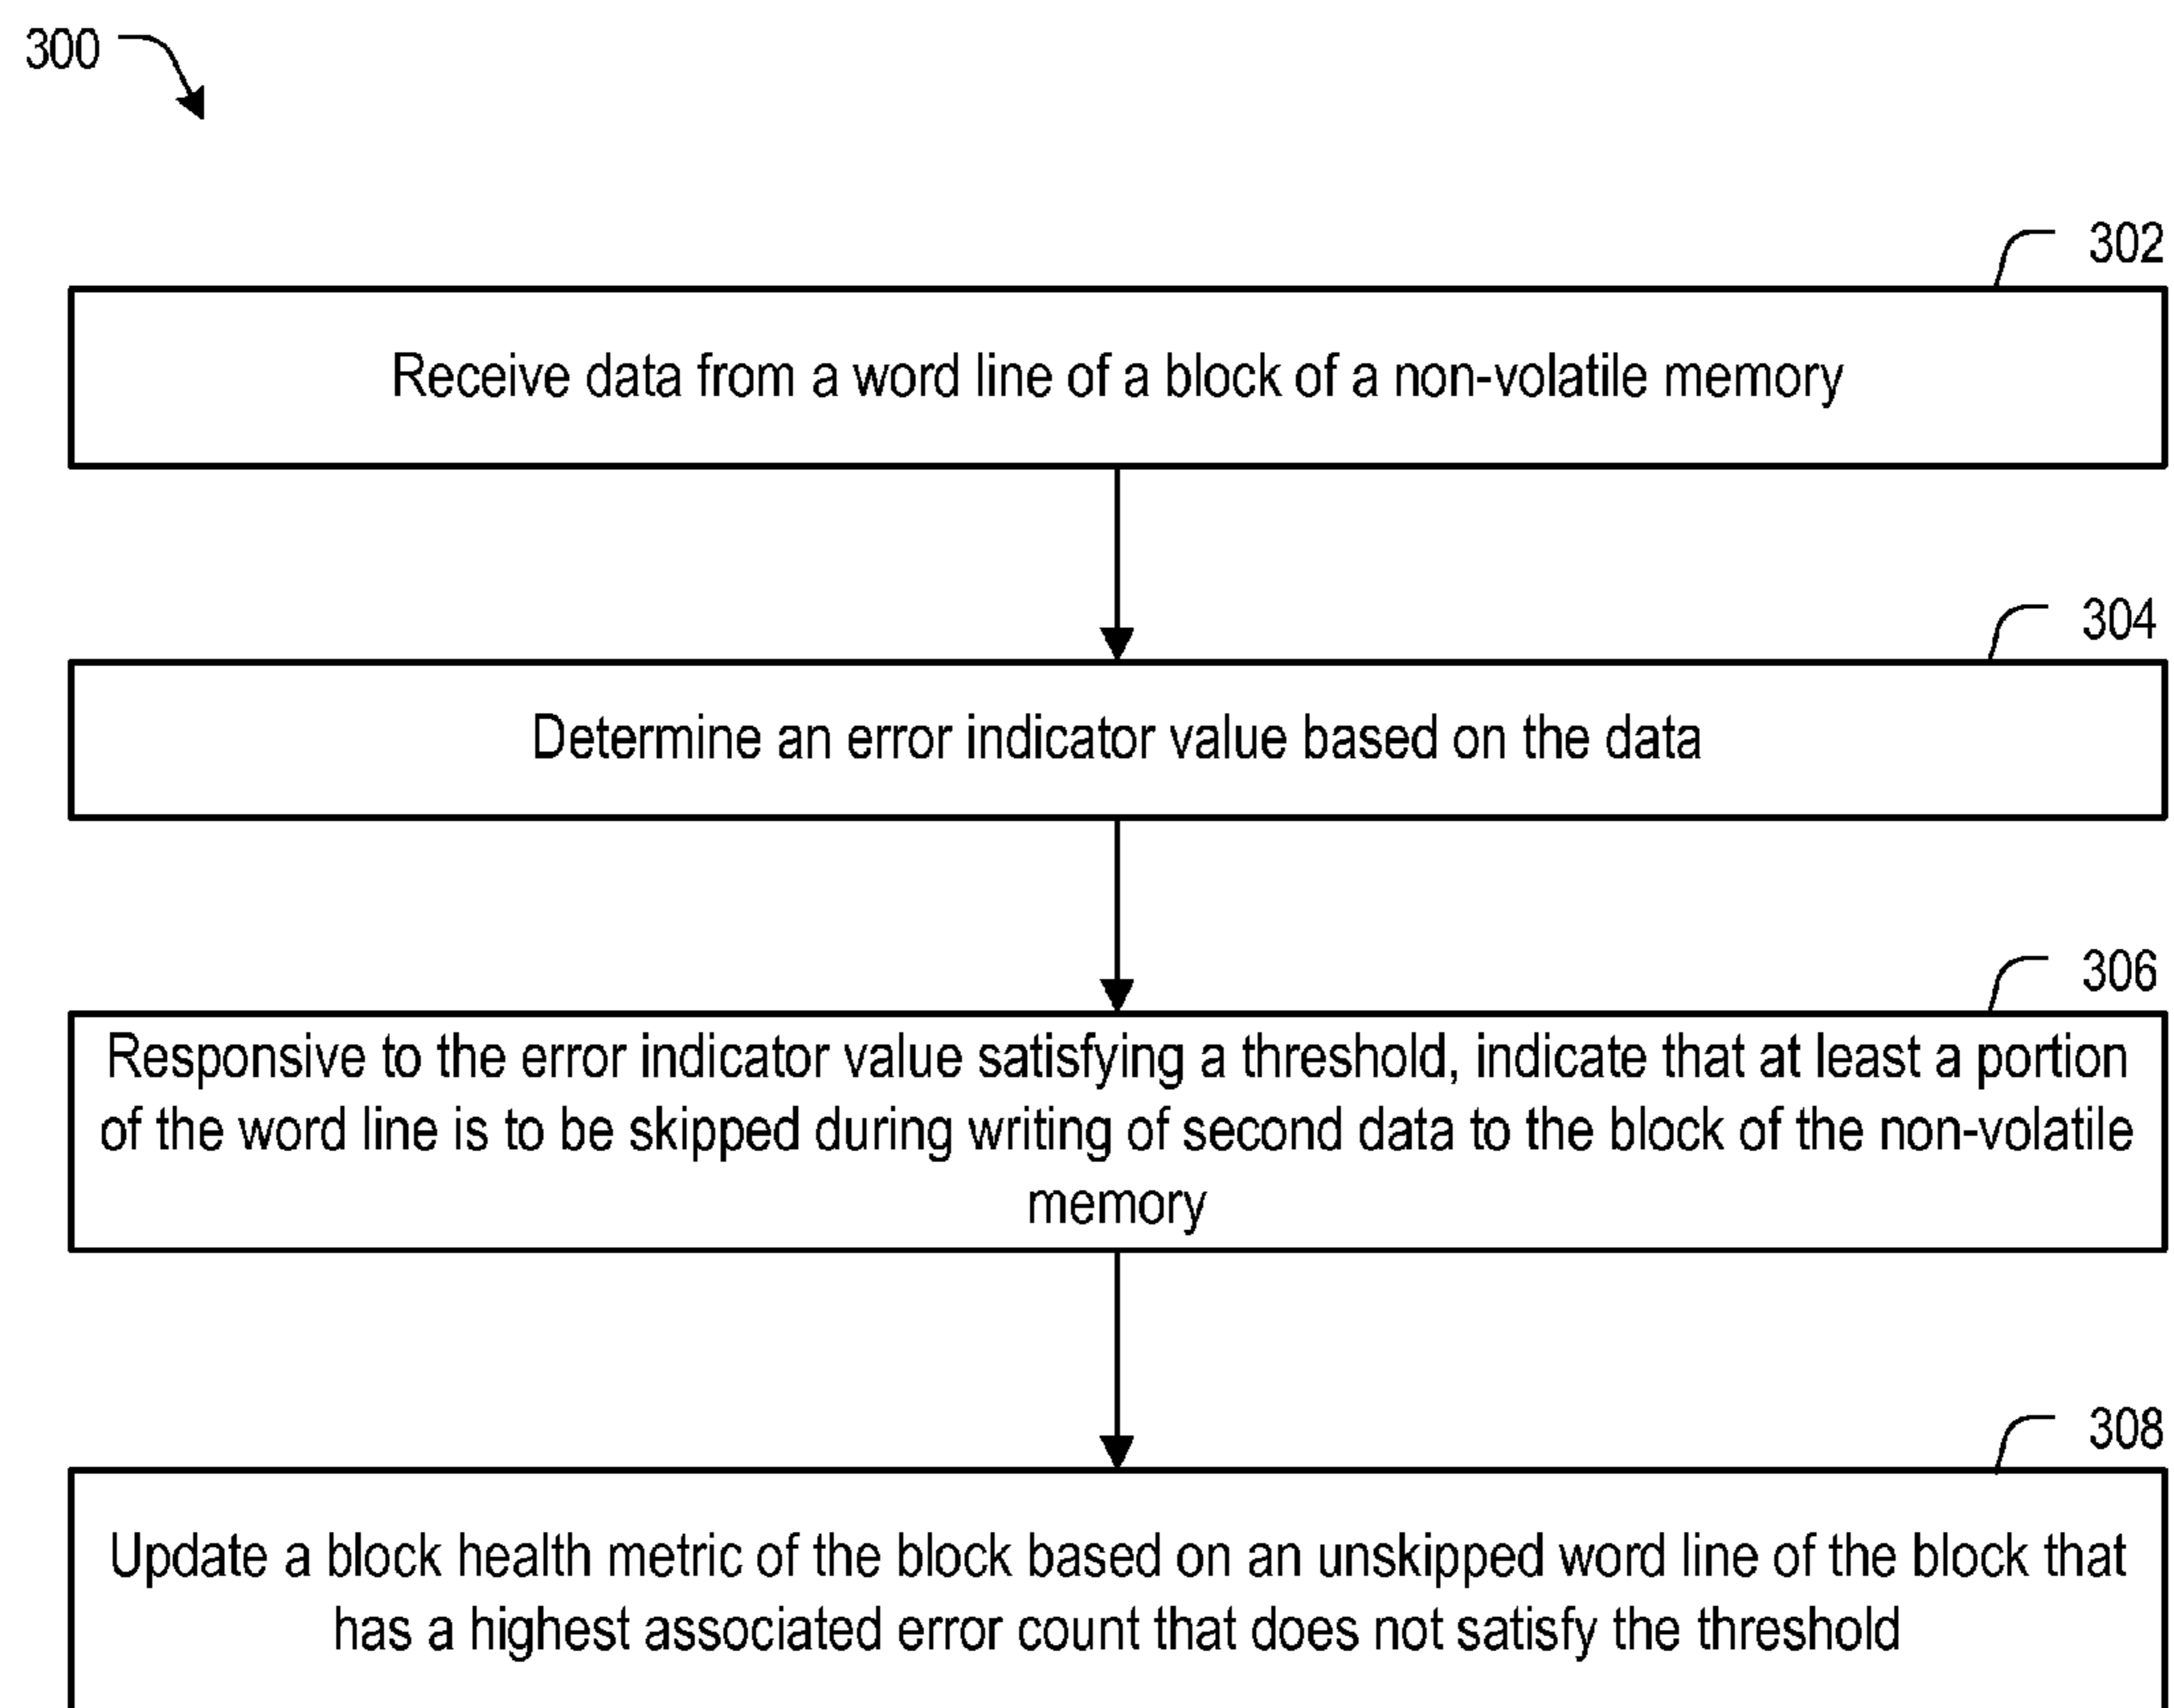 300
302
Receive data from a word line of a block of a non-volatile memory
304
Determine an error indicator value based on the data
306
Responsive to the error indicator value satisfying a threshold, indicate that at least a portion
of the word line is to be skipped during writing of second data to the block of the non-volatile
memory
308
Update a block health metric of the block based on an unskipped word line of the block that
has a highest associated error count that does not satisfy the threshold